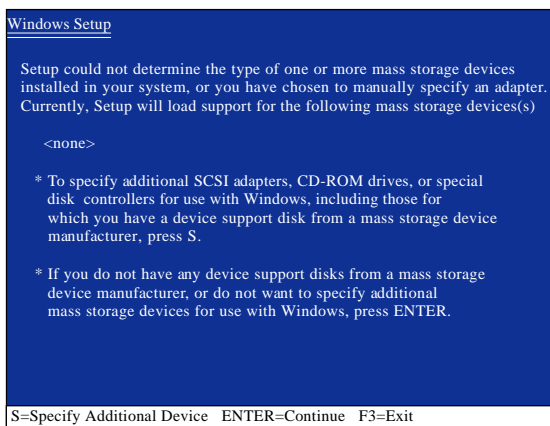 Windows Setup
Setup could not determine the type of one or more mass storage devices
installed in your system, or you have chosen to manually specify an adapter.
Currently, Setup will load support for the following mass storage devices(s)
<none>
* To specify additional SCSI adapters, CD-ROM drives, or special
disk controllers for use with Windows, including those for
which you have a device support disk from a mass storage device
manufacturer, press S.
* If you do not have any device support disks from a mass storage
device manufacturer, or do not want to specify additional
mass storage devices for use with Windows, press ENTER.
S=Specify Additional Device ENTER=Continue F3=Exit